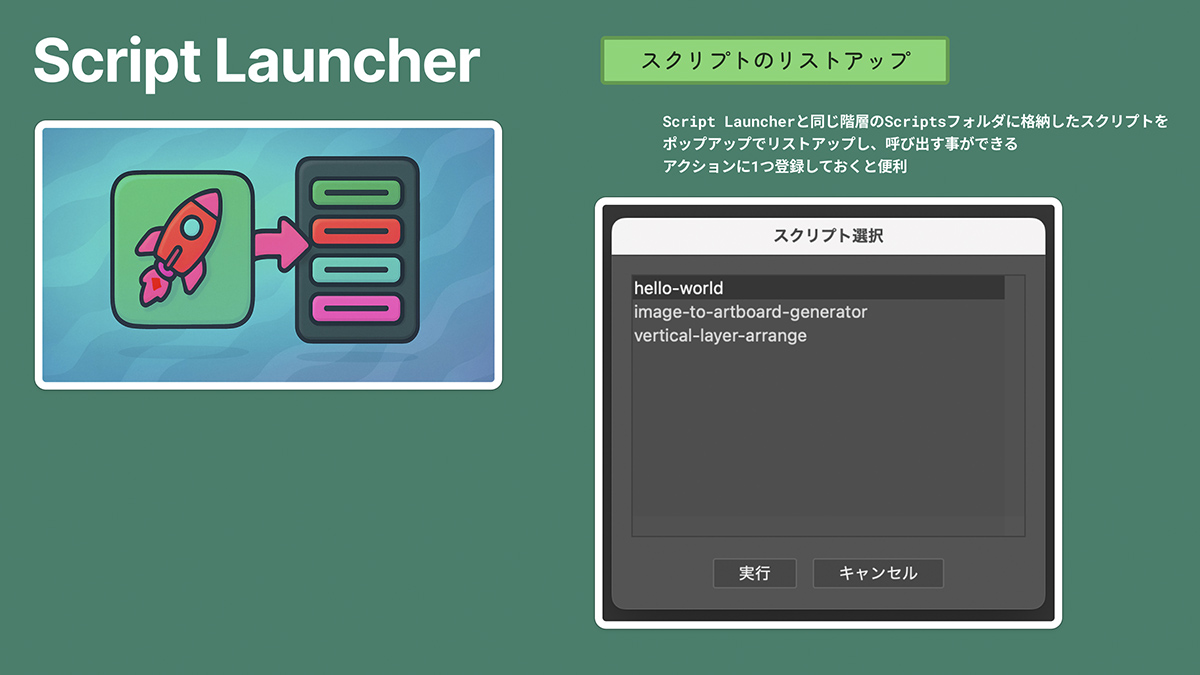 Script Launcher
スクリプトのリストアップ
Script Launcherと同じ階層のScriptsフォルダに格納したスクリプトを
ポップアップでリストアップし、呼び出す事ができる
アクションに1つ登録しておくと便利
スクリプト選択
hello-world
image-to-artboard-generator
vertical-layer-arrange
実行
キャンセル